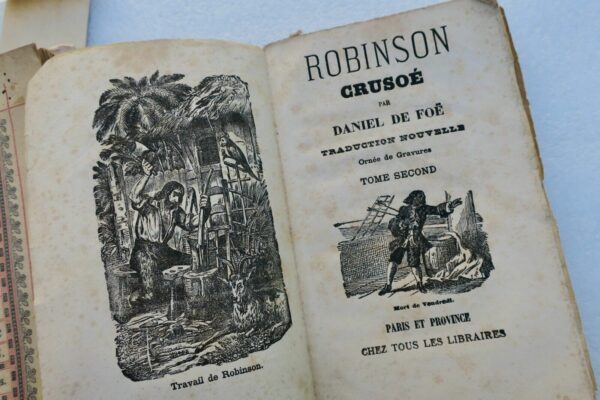 Travail de Robinson.
ROBINSON
CRUSOÉ
PAR
DANIEL DE FOË
TRADUCTION NOUVELLE
Ornée de Gravures
TOME SECOND
Mort de Vendredi.
PARIS ET PROVINCE
CHEZ TOUS LES LIBRAIRES